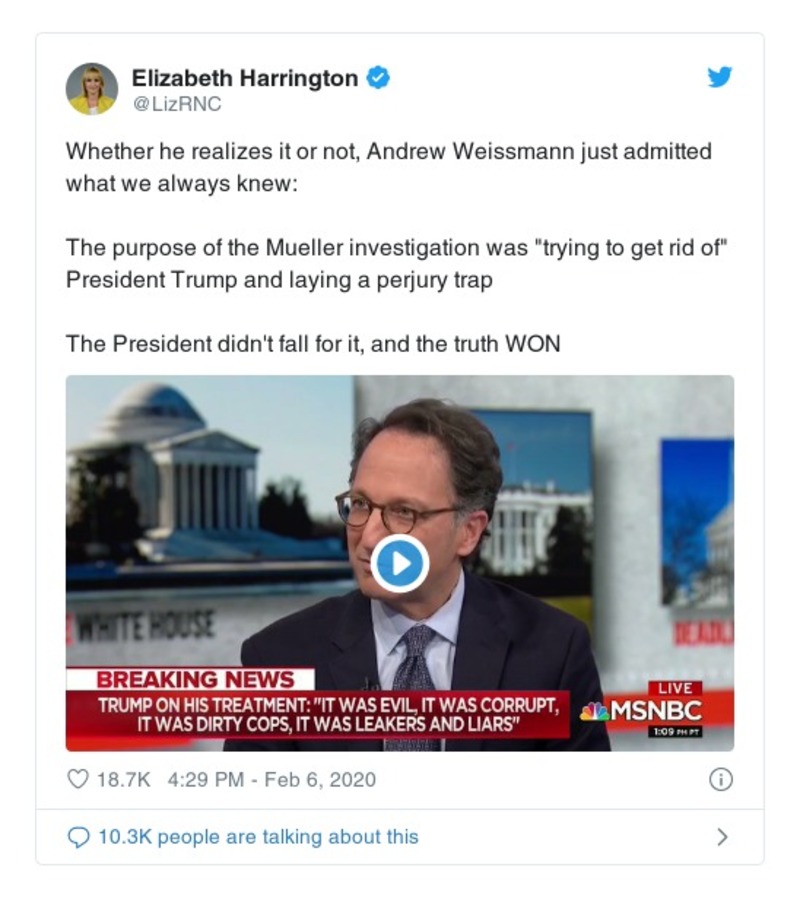 Elizabeth Harrington
@LizRNC
Whether he realizes it or not, Andrew Weissmann just admitted
what we always knew:
The purpose of the Mueller investigation was "trying to get rid of"
President Trump and laying a perjury trap
The President didn't fall for it, and the truth WON
WHITE HOUSE
DEADL
BREAKING NEWS
TRUMP ON HIS TREATMENT: "IT WAS EVIL, IT WAS CORRUPT,
IT WAS DIRTY COPS, IT WAS LEAKERS AND LIARS"
LIVE
MSNBC
1:09 PM PT
18.7K 4:29 PM - Feb 6, 2020
10.3K people are talking about this